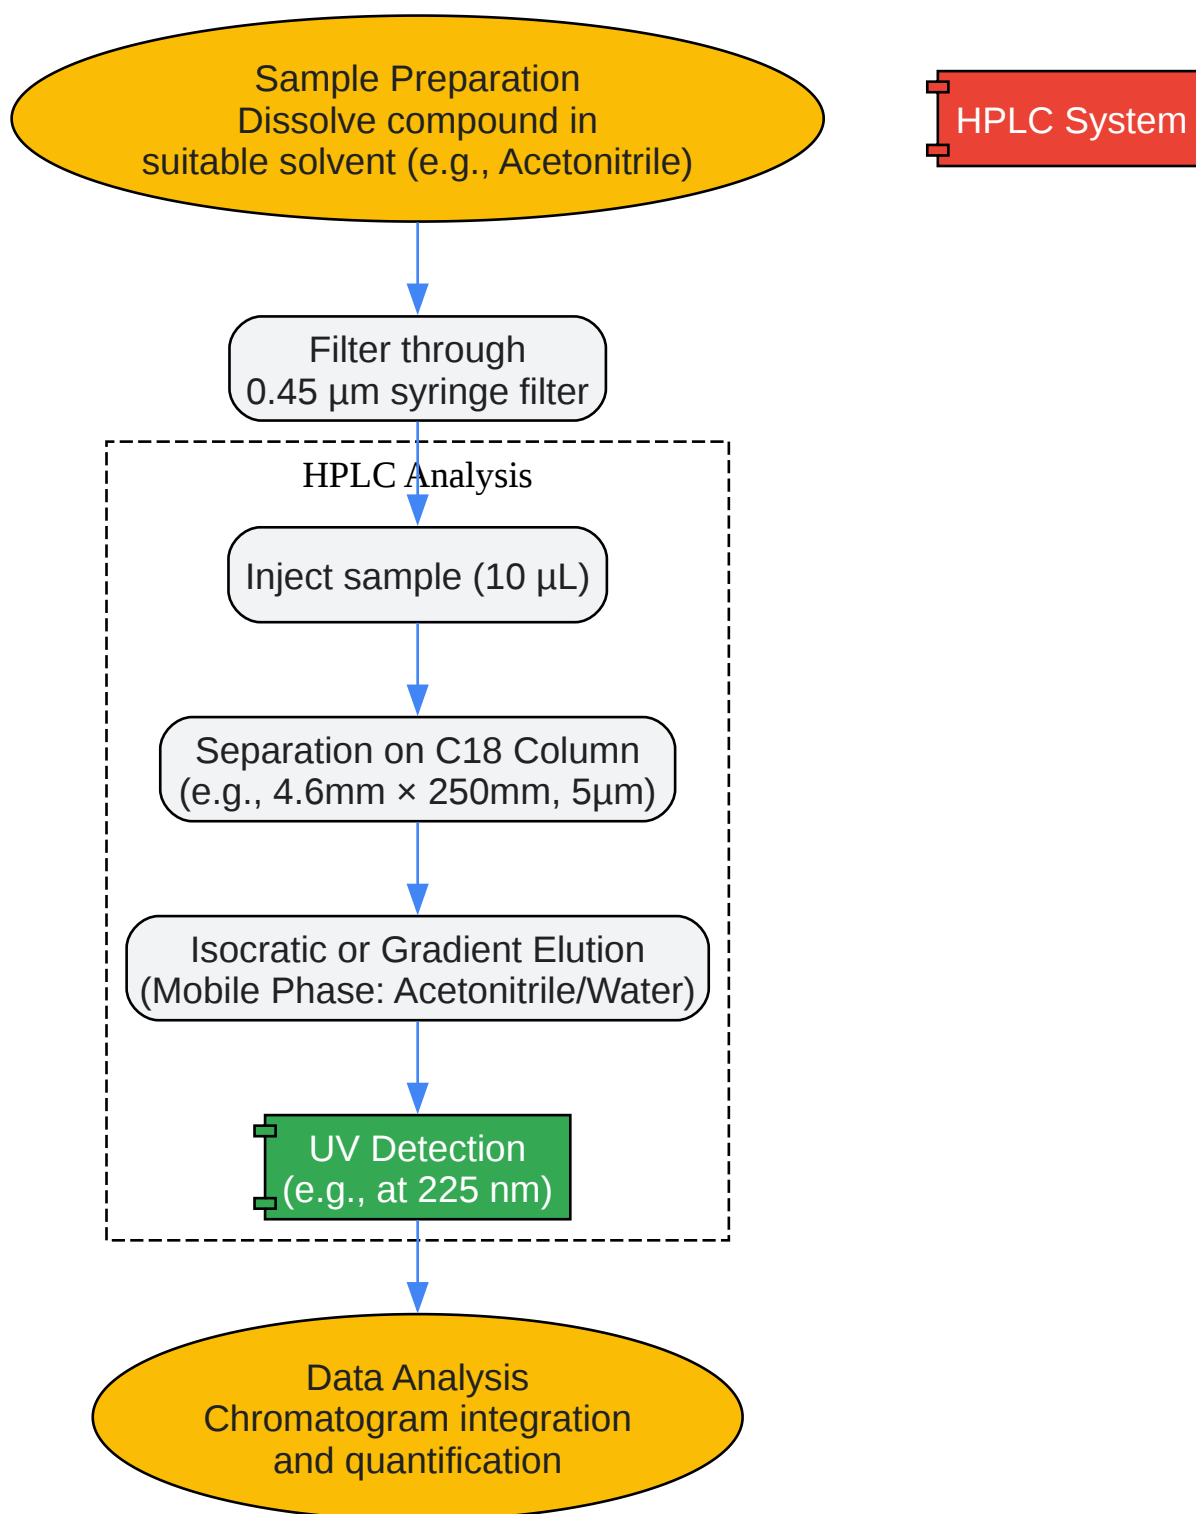 Sample Preparation
Dissolve compound in
suitable solvent (e.g., Acetonitrile)
HPLC System
Filter through
0.45 µm syringe filter
HPLC Analysis
Inject sample (10 µL)
Separation on C18 Column
(e.g., 4.6mm × 250mm, 5µm)
Isocratic or Gradient Elution
(Mobile Phase: Acetonitrile/Water)
UV Detection
(e.g., at 225 nm)
Data Analysis
Chromatogram integration
and quantification